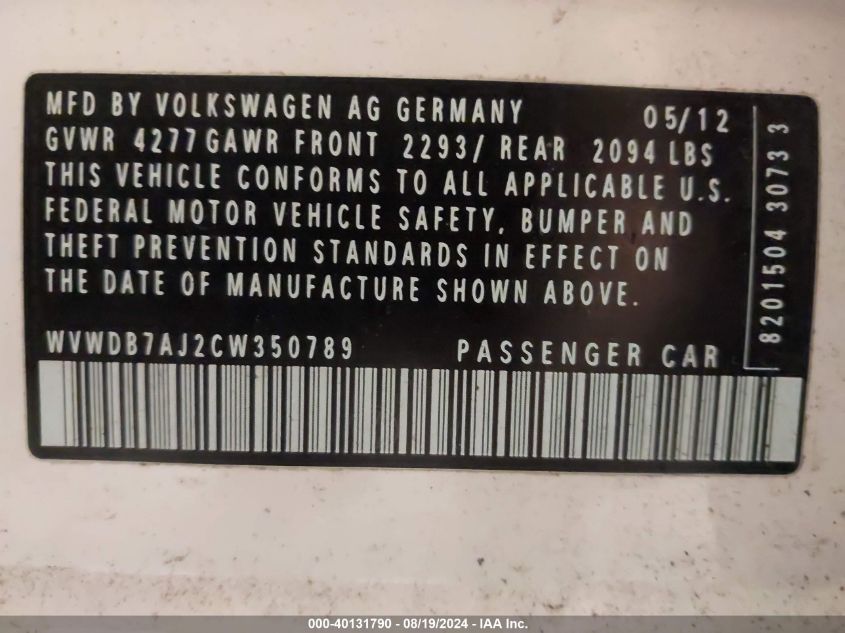 MFD BY VOLKSWAGEN AG GERMANY 05/12
GVWR 4277 GAWR FRONT 2293/ REAR 2094 LBS
THIS VEHICLE CONFORMS TO ALL APPLICABLE U.S.
FEDERAL MOTOR VEHICLE SAFETY, BUMPER AND
THEFT PREVENTION STANDARDS IN EFFECT ON
THE DATE OF MANUFACTURE SHOWN ABOVE.
WVWDB7AJ2CW350789 PASSENGER CAR
8201504 3073 3
000-40131790 - 08/19/2024 - IAA Inc.